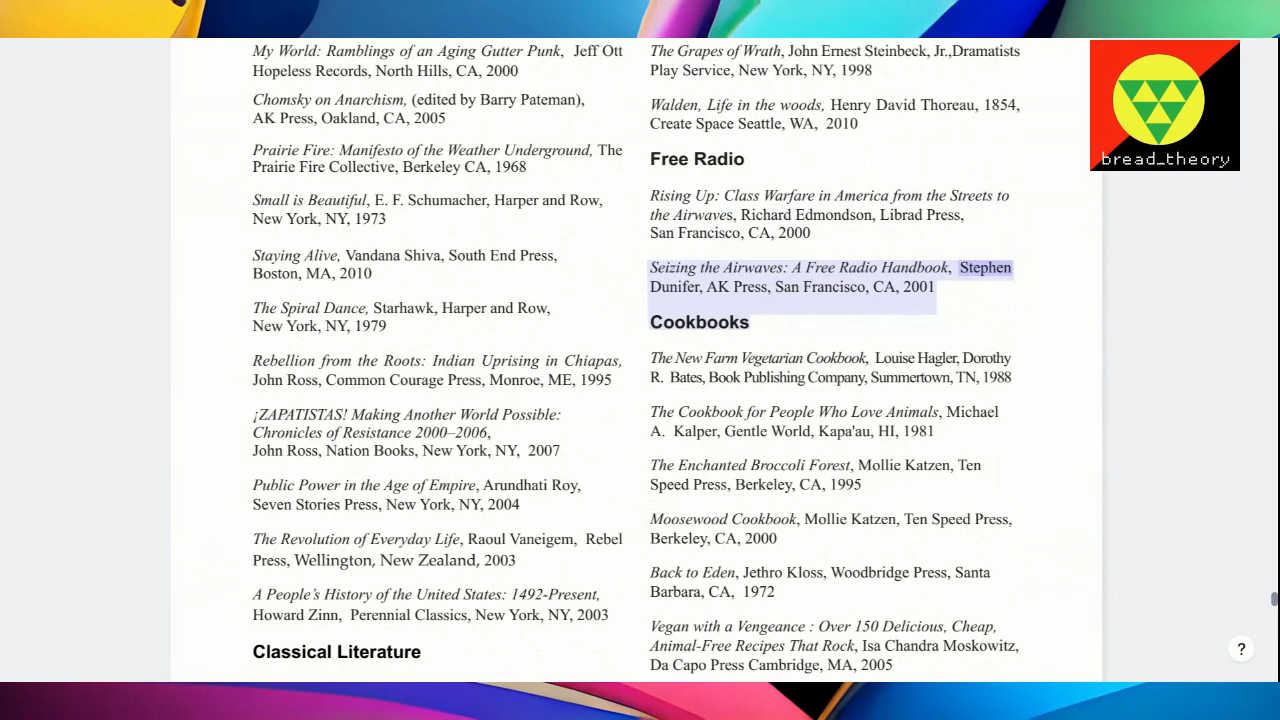 My World: Ramblings of an Aging Gutter Punk, Jeff Ott
Hopeless Records, North Hills, CA, 2000
Chomsky on Anarchism, (edited by Barry Pateman),
AK Press, Oakland, CA, 2005
Prairie Fire: Manifesto of the Weather Underground, The
Prairie Fire Collective, Berkeley CA, 1968
Small is Beautiful, E. F. Schumacher, Harper and Row,
New York, NY, 1973
Staying Alive, Vandana Shiva, South End Press,
Boston, MA, 2010
The Spiral Dance, Starhawk, Harper and Row,
New York, NY, 1979
Rebellion from the Roots: Indian Uprising in Chiapas,
John Ross, Common Courage Press, Monroe, ME, 1995
¡ZAPATISTAS! Making Another World Possible:
Chronicles of Resistance 2000–2006,
John Ross, Nation Books, New York, NY, 2007
Public Power in the Age of Empire, Arundhati Roy,
Seven Stories Press, New York, NY, 2004
The Revolution of Everyday Life, Raoul Vaneigem, Rebel
Press, Wellington, New Zealand, 2003
A People's History of the United States: 1492-Present,
Howard Zinn, Perennial Classics, New York, NY, 2003
Classical Literature
The Grapes of Wrath, John Ernest Steinbeck, Jr.,Dramatists
Play Service, New York, NY, 1998
Walden, Life in the woods, Henry David Thoreau, 1854,
Create Space Seattle, WA, 2010
Free Radio
Rising Up: Class Warfare in America from the Streets to
the Airwaves, Richard Edmondson, Librad Press,
San Francisco, CA, 2000
Seizing the Airwaves: A Free Radio Handbook, Stephen
Dunifer, AK Press, San Francisco, CA, 2001
Cookbooks
The New Farm Vegetarian Cookbook, Louise Hagler, Dorothy
R. Bates, Book Publishing Company, Summertown, TN, 1988
The Cookbook for People Who Love Animals, Michael
A. Kalper, Gentle World, Kapa'au, HI, 1981
The Enchanted Broccoli Forest, Mollie Katzen, Ten
Speed Press, Berkeley, CA, 1995
Moosewood Cookbook, Mollie Katzen, Ten Speed Press,
Berkeley, CA, 2000
Back to Eden, Jethro Kloss, Woodbridge Press, Santa
Barbara, CA, 1972
Vegan with a Vengeance : Over 150 Delicious, Cheap,
Animal-Free Recipes That Rock, Isa Chandra Moskowitz,
Da Capo Press Cambridge, MA, 2005
bread_theory
?